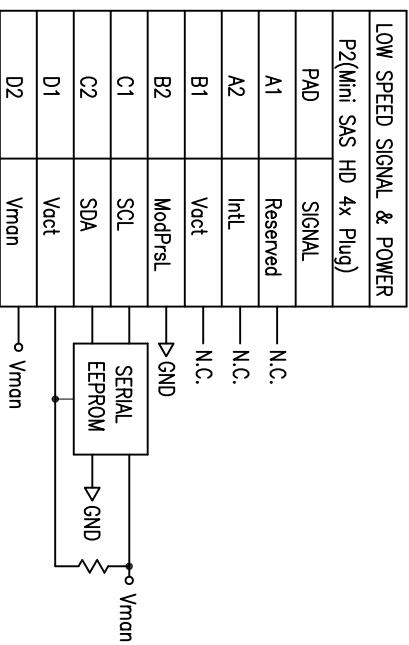 LOW SPEED SIGNAL & POWER
P2(Mini SAS HD 4x Plug)
PAD SIGNAL
A1 Reserved N.C.
A2 IntL N.C.
B1 Vact N.C.
B2 ModPrsL GND
C1 SCL
C2 SDA
D1 Vact
D2 Vman Vman
SERIAL
EEPROM
GND
Vman